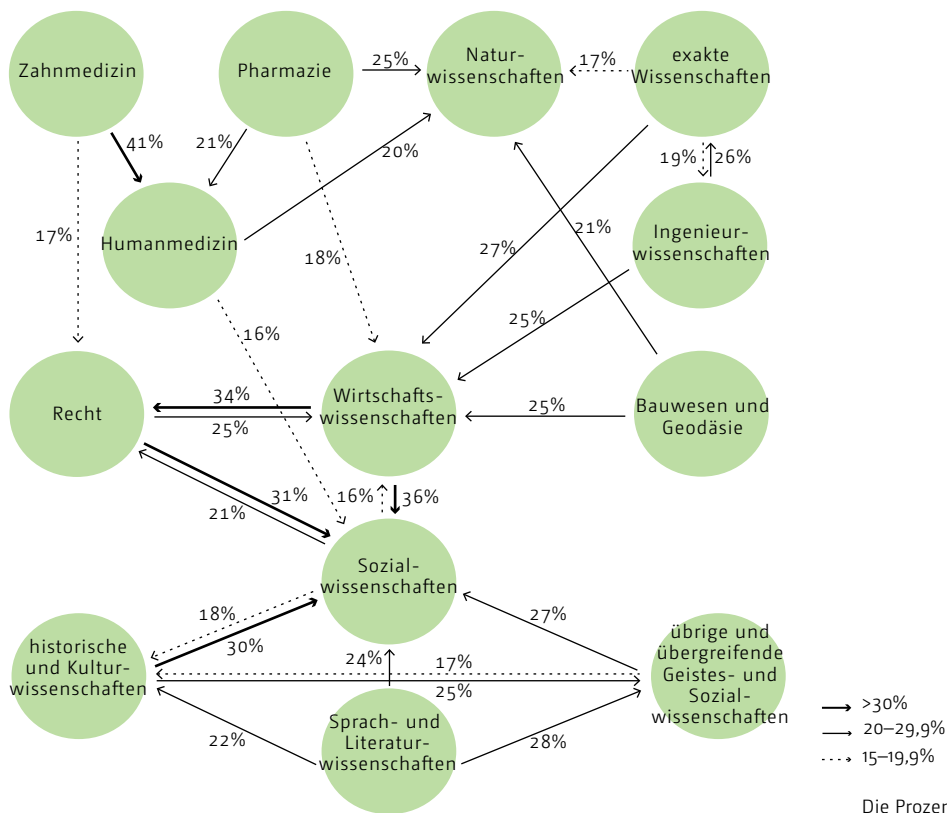 Zahnmedizin
Pharmazie
25%
Natur-
wissenschaften
17%
exakte
Wissenschaften
41%
21%
20%
19%
26%
17%
Humanmedizin
18%
27%
21%
Ingenieur-
wissenschaften
16%
25%
Recht
34%
25%
Wirtschafts-
wissenschaften
25%
Bauwesen und
Geodäsie
31%
21%
16%
36%
Sozial-
wissenschaften
18%
30%
27%
historische
und Kultur-
wissenschaften
24%
17%
25%
übrige und
übergreifende
Geistes- und
Sozial-
wissenschaften
22%
Sprach- und
Literatur-
wissenschaften
28%
>30%
20–29,9%
15–19,9%
Die Prozen